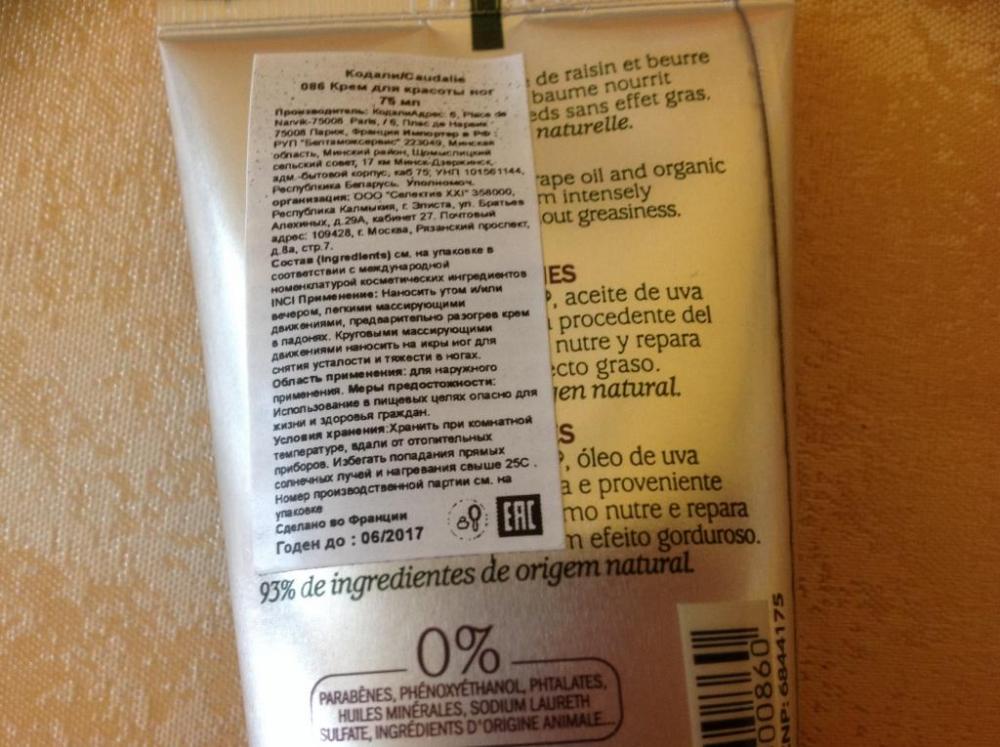 Кодали/Caudalie
086 Крем для красоты ног
75 мл
Производитель: КодалиАдрес: 6, Place de
Narvik-75008 Paris, / 6, Плас де Нарвик
75008 Париж, Франция Импортер в РФ:
РУП "Белтаможсервис" 223049, Минская
область, Минский район, Щомыслицкий
сельский совет, 17 км Минск-Дзержинск,
адм.-бытовой корпус, каб 75; УНП 101561144,
Республика Беларусь. Уполномоч.
организация: ООО "Селектив XXI" 358000,
Республика Калмыкия, г. Элиста, ул. Братьев
Алехиных, д.29А, кабинет 27. Почтовый
адрес: 109428, г. Москва, Рязанский проспект,
д.8а, стр.7.
Состав (Ingredients) см. на упаковке в
соответствии с международной
номенклатурой косметических ингредиентов
INCI Применение: Наносить утом и/или
вечером, легкими массирующими
движениями, предварительно разогрев крем
в ладонях. Круговыми массирующими
движениями наносить на икры ног для
снятия усталости и тяжести в ногах.
Область применения: для наружного
применения. Меры предостожности:
Использование в пищевых целях опасно для
жизни и здоровья граждан.
Условия хранения:Хранить при комнатной
температуре, вдали от отопительных
приборов. Избегать попадания прямых
солнечных лучей и нагревания свыше 25С .
Номер производственной партии см. на
упаковке
Сделано во Франции
Годен до : 06/2017
EAC
de raisin et beurre
baume nourrit
eds sans effet gras.
naturelle.
rape oil and organic
m intensely
out greasiness.
NES
, aceite de uva
procedente del
nutre y repara
ecto graso.
gen natural.
S
, óleo de uva
a e proveniente
mo nutre e repara
m efeito gorduroso.
93% de ingredientes de origem natural.
0%
PARABÈNES, PHÉNOXYÉTHANOL, PHTALATES,
HUILES MINÉRALES, SODIUM LAURETH
SULFATE, INGRÉDIENTS D'ORIGINE ANIMALE...
00860
NP: 6844175